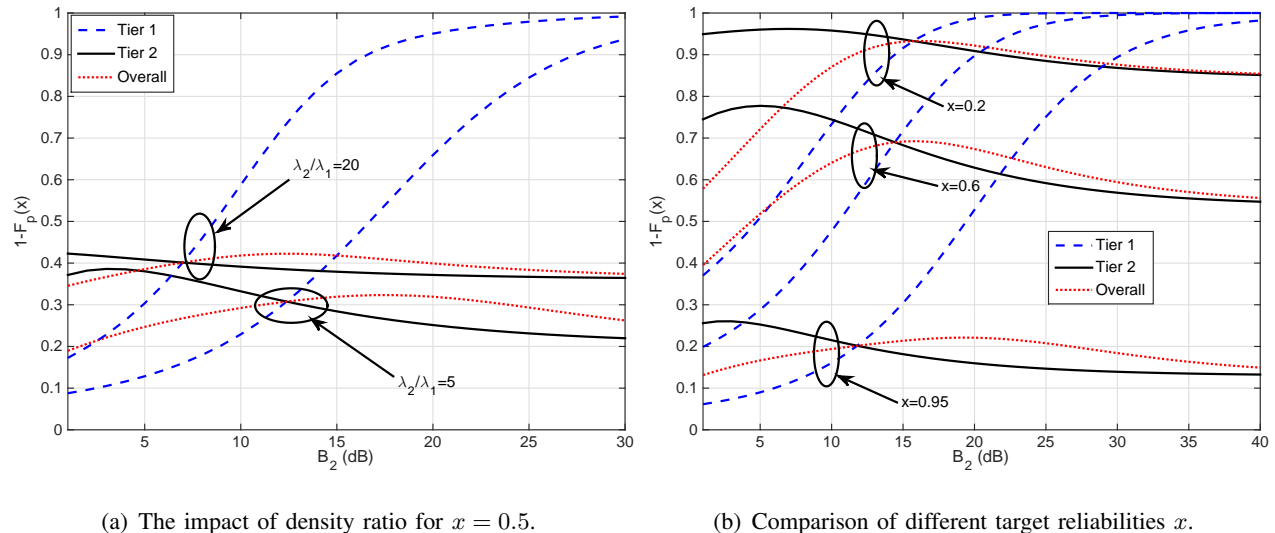 1
0.9
0.8
0.7
0.6
0.5
0.4
0.3
0.2
0.1
0
1-F_p(x)
Tier 1
Tier 2
Overall
λ_2/λ_1=20
λ_2/λ_1=5
5 10 15 20 25 30
B_2 (dB)
(a) The impact of density ratio for x = 0.5.
1
0.9
0.8
0.7
0.6
0.5
0.4
0.3
0.2
0.1
0
1-F_p(x)
x=0.2
x=0.6
Tier 1
Tier 2
Overall
x=0.95
5 10 15 20 25 30 35 40
B_2 (dB)
(b) Comparison of different target reliabilities x.